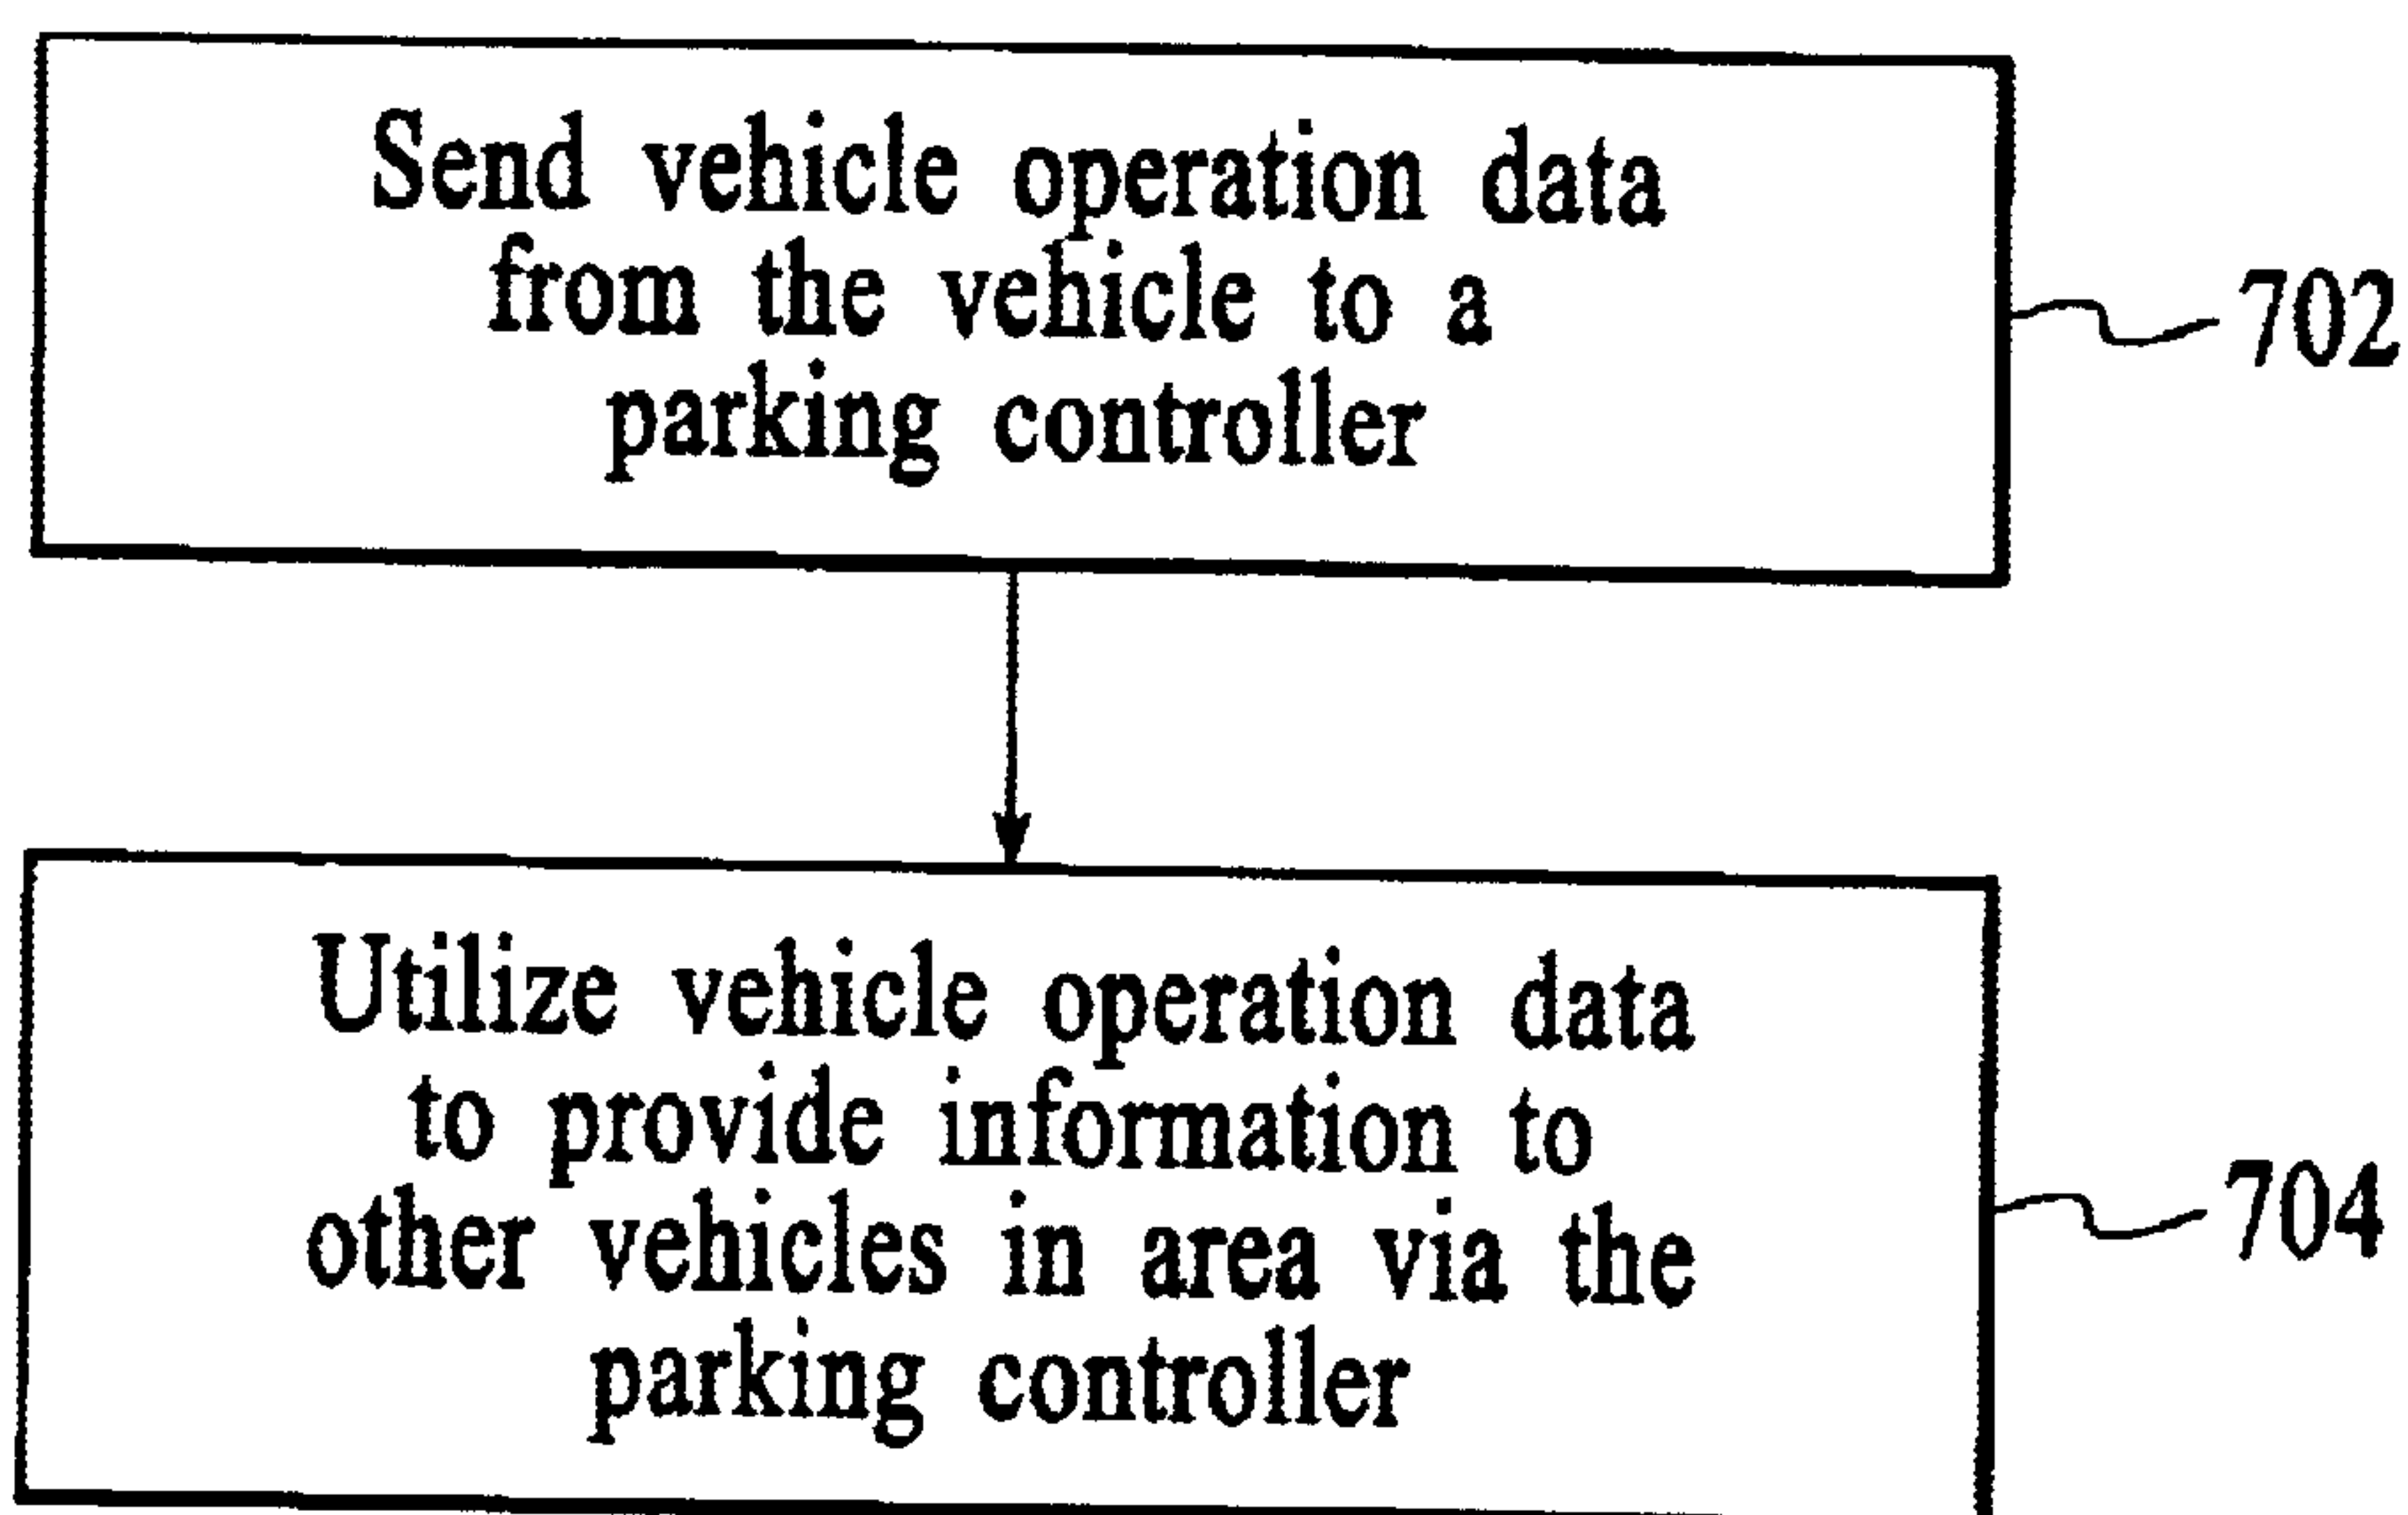 Send vehicle operation data
from the vehicle to a
parking controller
702
Utilize vehicle operation data
to provide information to
other vehicles in area via the
parking controller
704